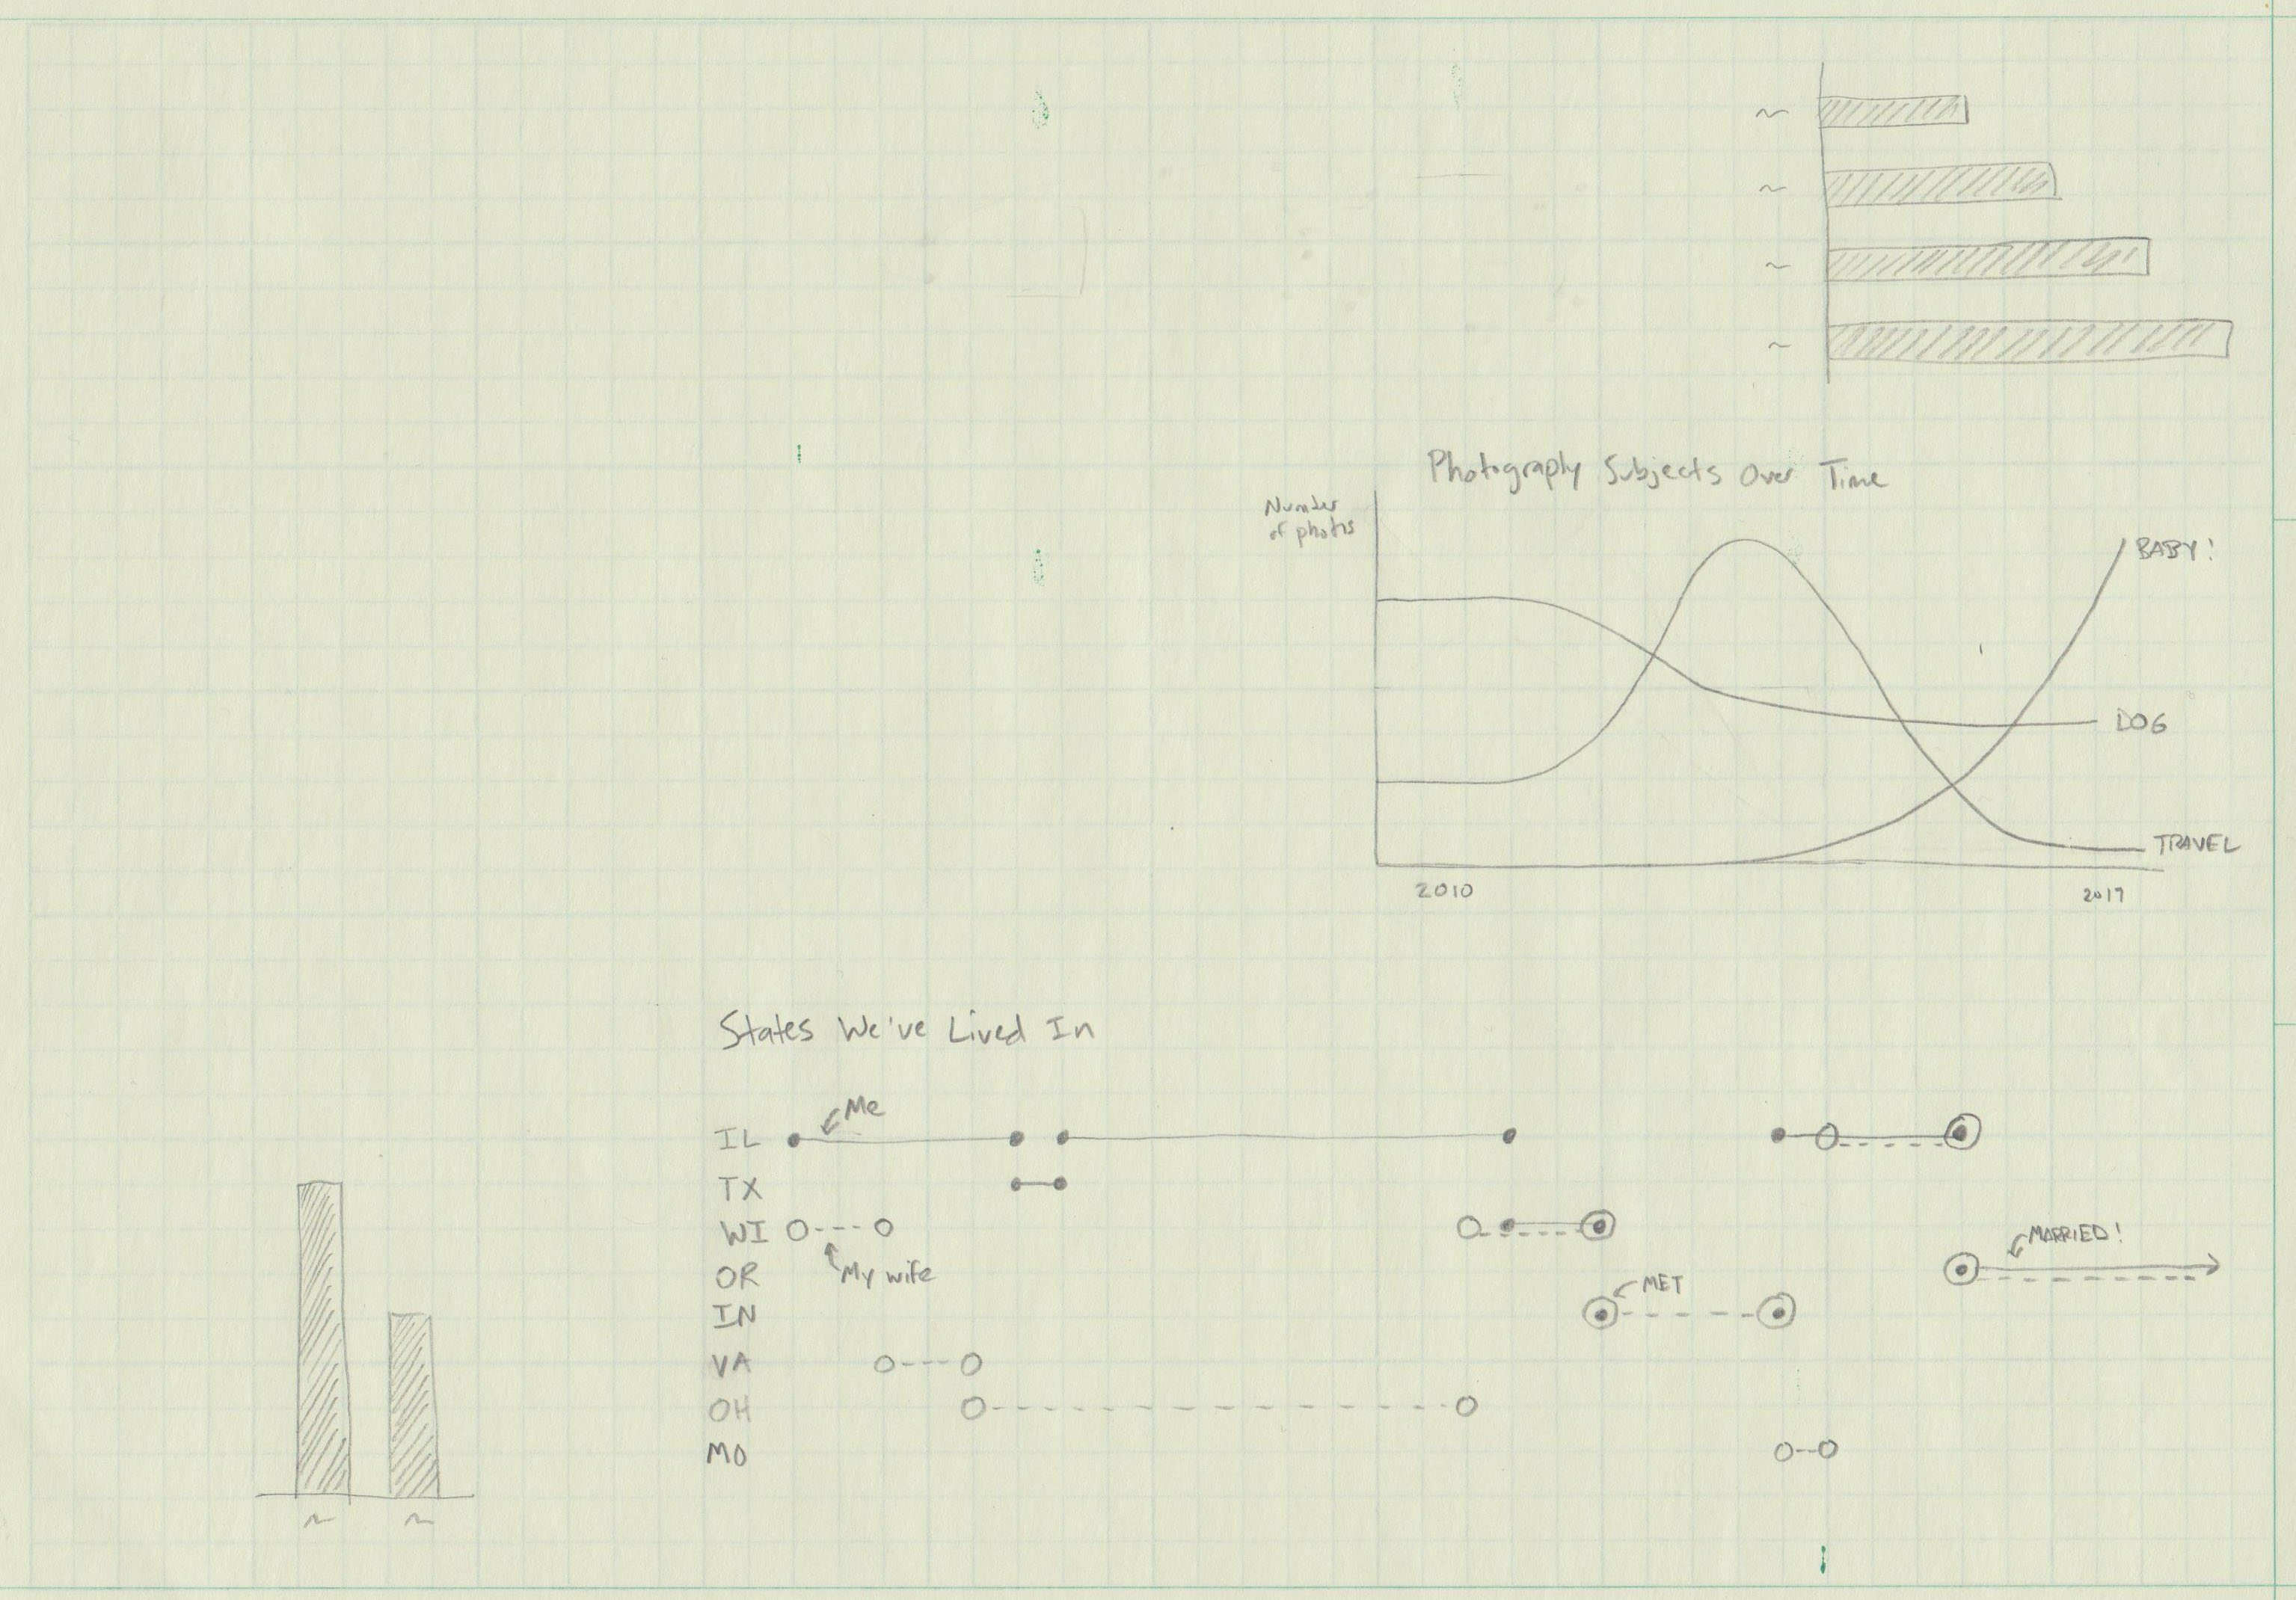 Photograply Subjects Over Time
Number
of photos
BABY!
DOG
TRAVEL
2010
2017
States We've Lived In
Me
IL
TX
WI
OR
My wife
MARRIED!
IN
MET
VA
OH
MO